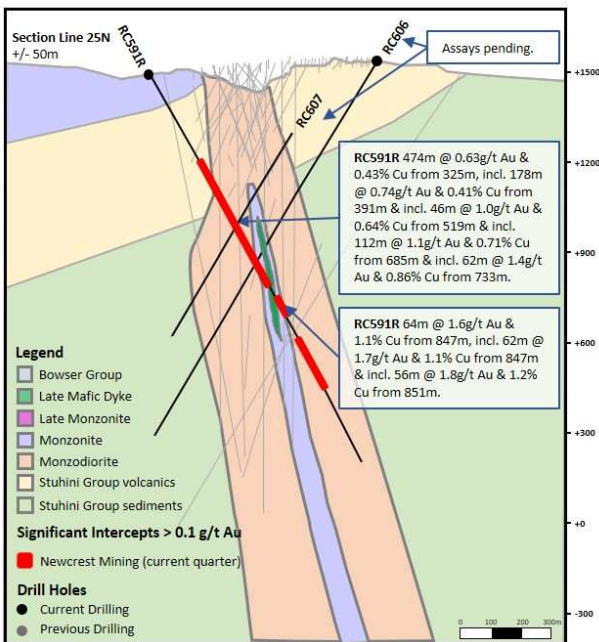 Section Line 25N
+/- 50m
RC591R
RC606
RC607
Assays pending.
+1500
+1200
+900
+600
+300
+0
-300
RC591R 474m @ 0.63g/t Au &
0.43% Cu from 325m, incl. 178m
@ 0.74g/t Au & 0.41% Cu from
391m & incl. 46m @ 1.0g/t Au &
0.64% Cu from 519m & incl.
112m @ 1.1g/t Au & 0.71% Cu
from 685m & incl. 62m @ 1.4g/t
Au & 0.86% Cu from 733m.
RC591R 64m @ 1.6g/t Au &
1.1% Cu from 847m, incl. 62m @
1.7g/t Au & 1.1% Cu from 847m
& incl. 56m @ 1.8g/t Au & 1.2%
Cu from 851m.
Legend
Bowser Group
Late Mafic Dyke
Late Monzonite
Monzonite
Monzodiorite
Stuhini Group volcanics
Stuhini Group sediments
Significant Intercepts > 0.1 g/t Au
Newcrest Mining (current quarter)
Drill Holes
Current Drilling
Previous Drilling
0 100 200 300m